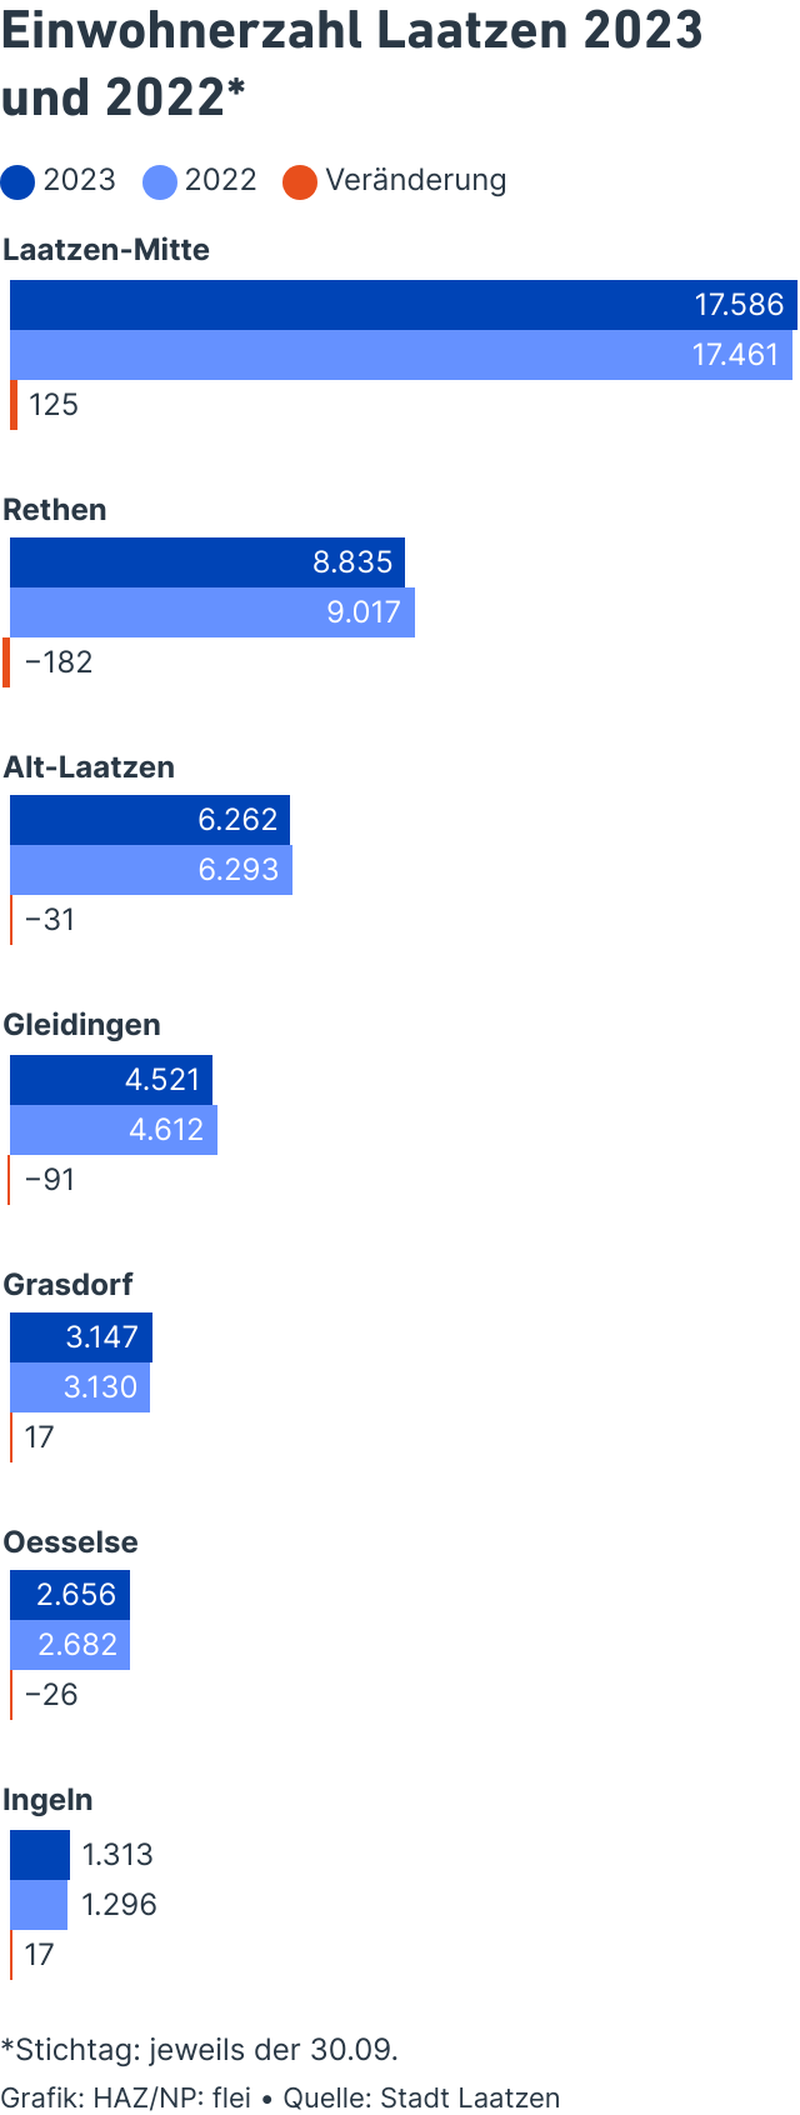 Einwohnerzahl Laatzen 2023
und 2022*
2023 2022 Veränderung
Laatzen-Mitte
17.586
17.461
125
Rethen
8.835
9.017
−182
Alt-Laatzen
6.262
6.293
−31
Gleidingen
4.521
4.612
−91
Grasdorf
3.147
3.130
17
Oesselse
2.656
2.682
−26
Ingeln
1.313
1.296
17
*Stichtag: jeweils der 30.09.
Grafik: HAZ/NP: flei • Quelle: Stadt Laatzen